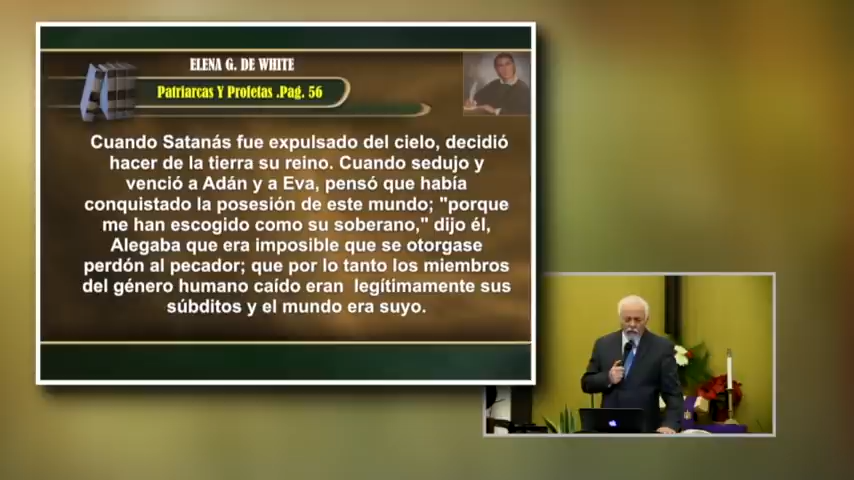 ELENA G. DE WHITE
Patriarcas Y Profetas .Pag. 56
Cuando Satanás fue expulsado del cielo, decidió
hacer de la tierra su reino. Cuando sedujo y
venció a Adán y a Eva, pensó que había
conquistado la posesión de este mundo; "porque
me han escogido como su soberano," dijo él,
Alegaba que era imposible que se otorgase
perdón al pecador; que por lo tanto los miembros
del género humano caído eran legítimamente sus
súbditos y el mundo era suyo.